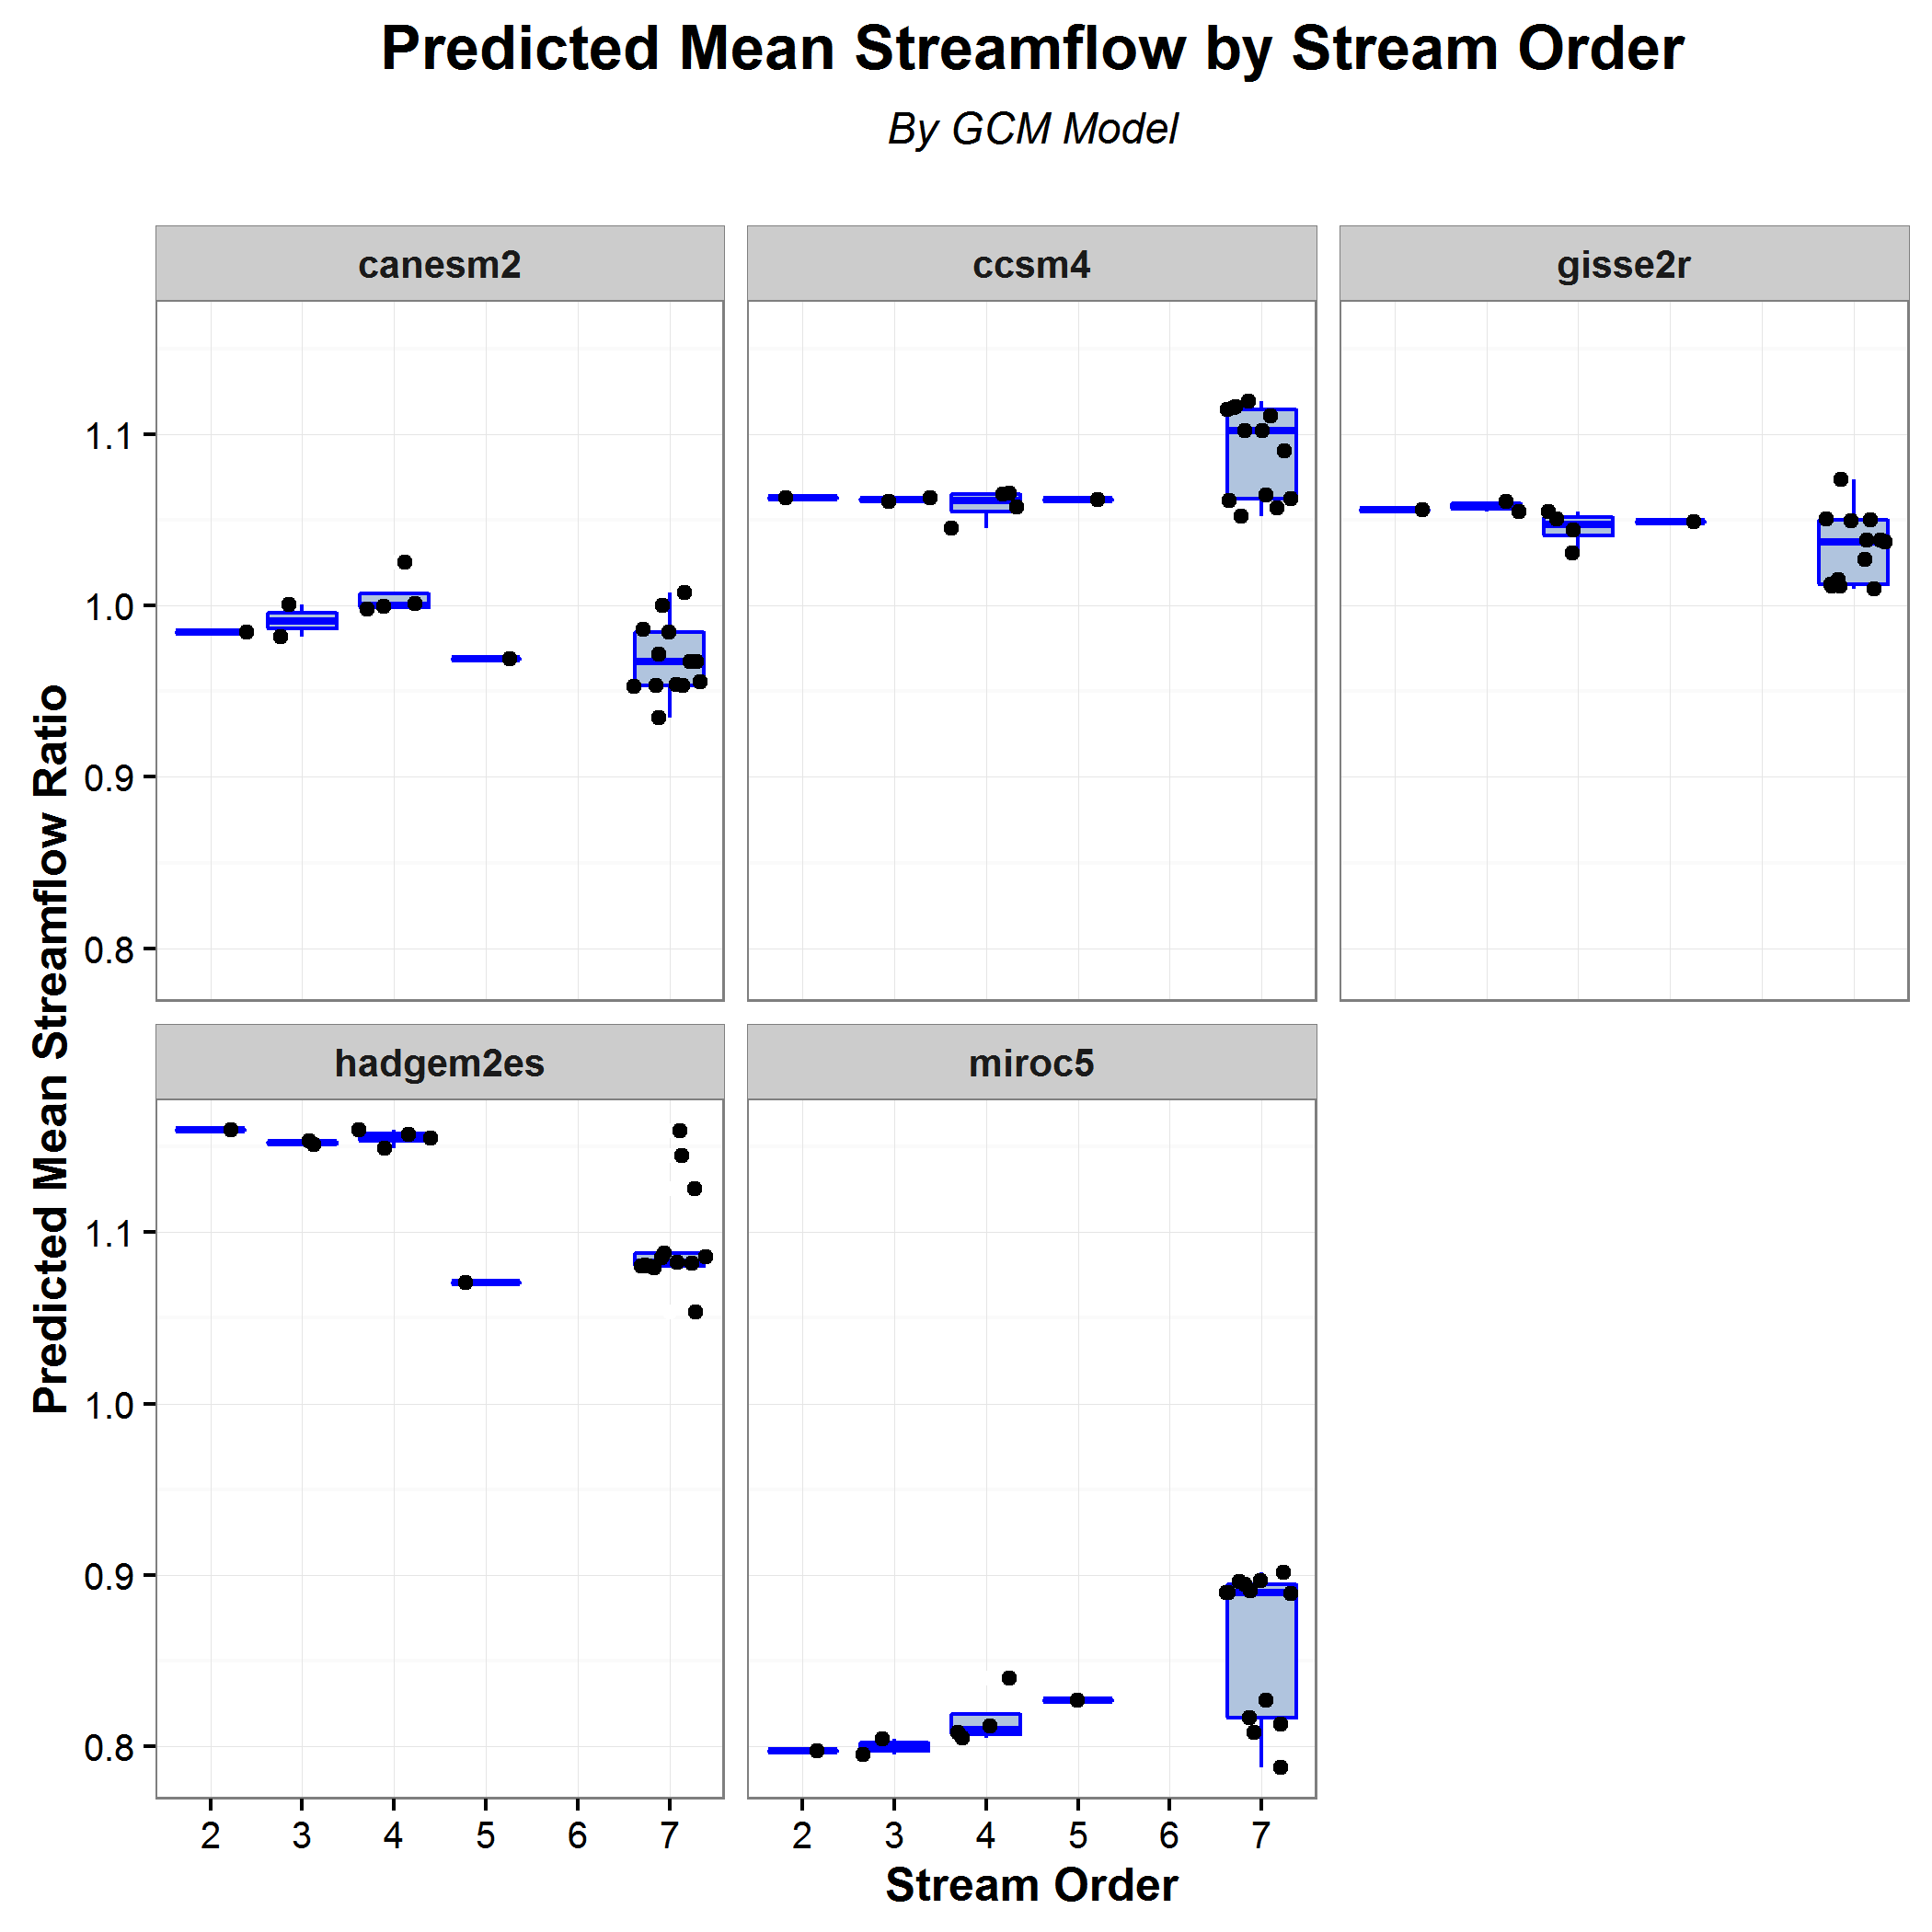 Predicted Mean Streamflow by Stream Order
By GCM Model
canesm2
ccsm4
gisse2r
1.1
1.0
0.9
0.8
Predicted Mean Streamflow Ratio
hadgem2es
miroc5
1.1
1.0
0.9
0.8
2 3 4 5 6 7
2 3 4 5 6 7
Stream Order